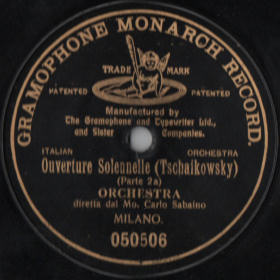 GRAMOPHONE MONARCH RECORD.
TRADE MARK
PATENTED PATENTED
Manufactured by
The Gramophone and Typewriter Ltd.,
and Sister Companies.
ITALIAN ORCHESTRA
Ouverture Solennelle (Tschaikowsky)
(Parte 2a)
ORCHESTRA
diretta dal Mo. Carlo Sabaino
MILANO.
050506